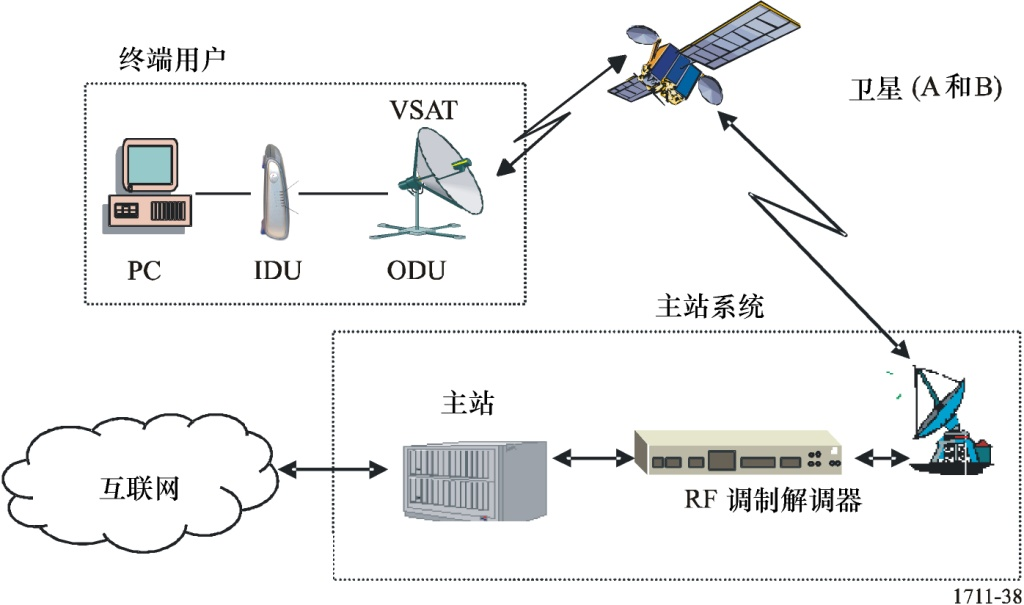 终端用户
VSAT
卫星 (A和B)
PC
IDU
ODU
主站系统
主站
互联网
RF 调制解调器
1711-38